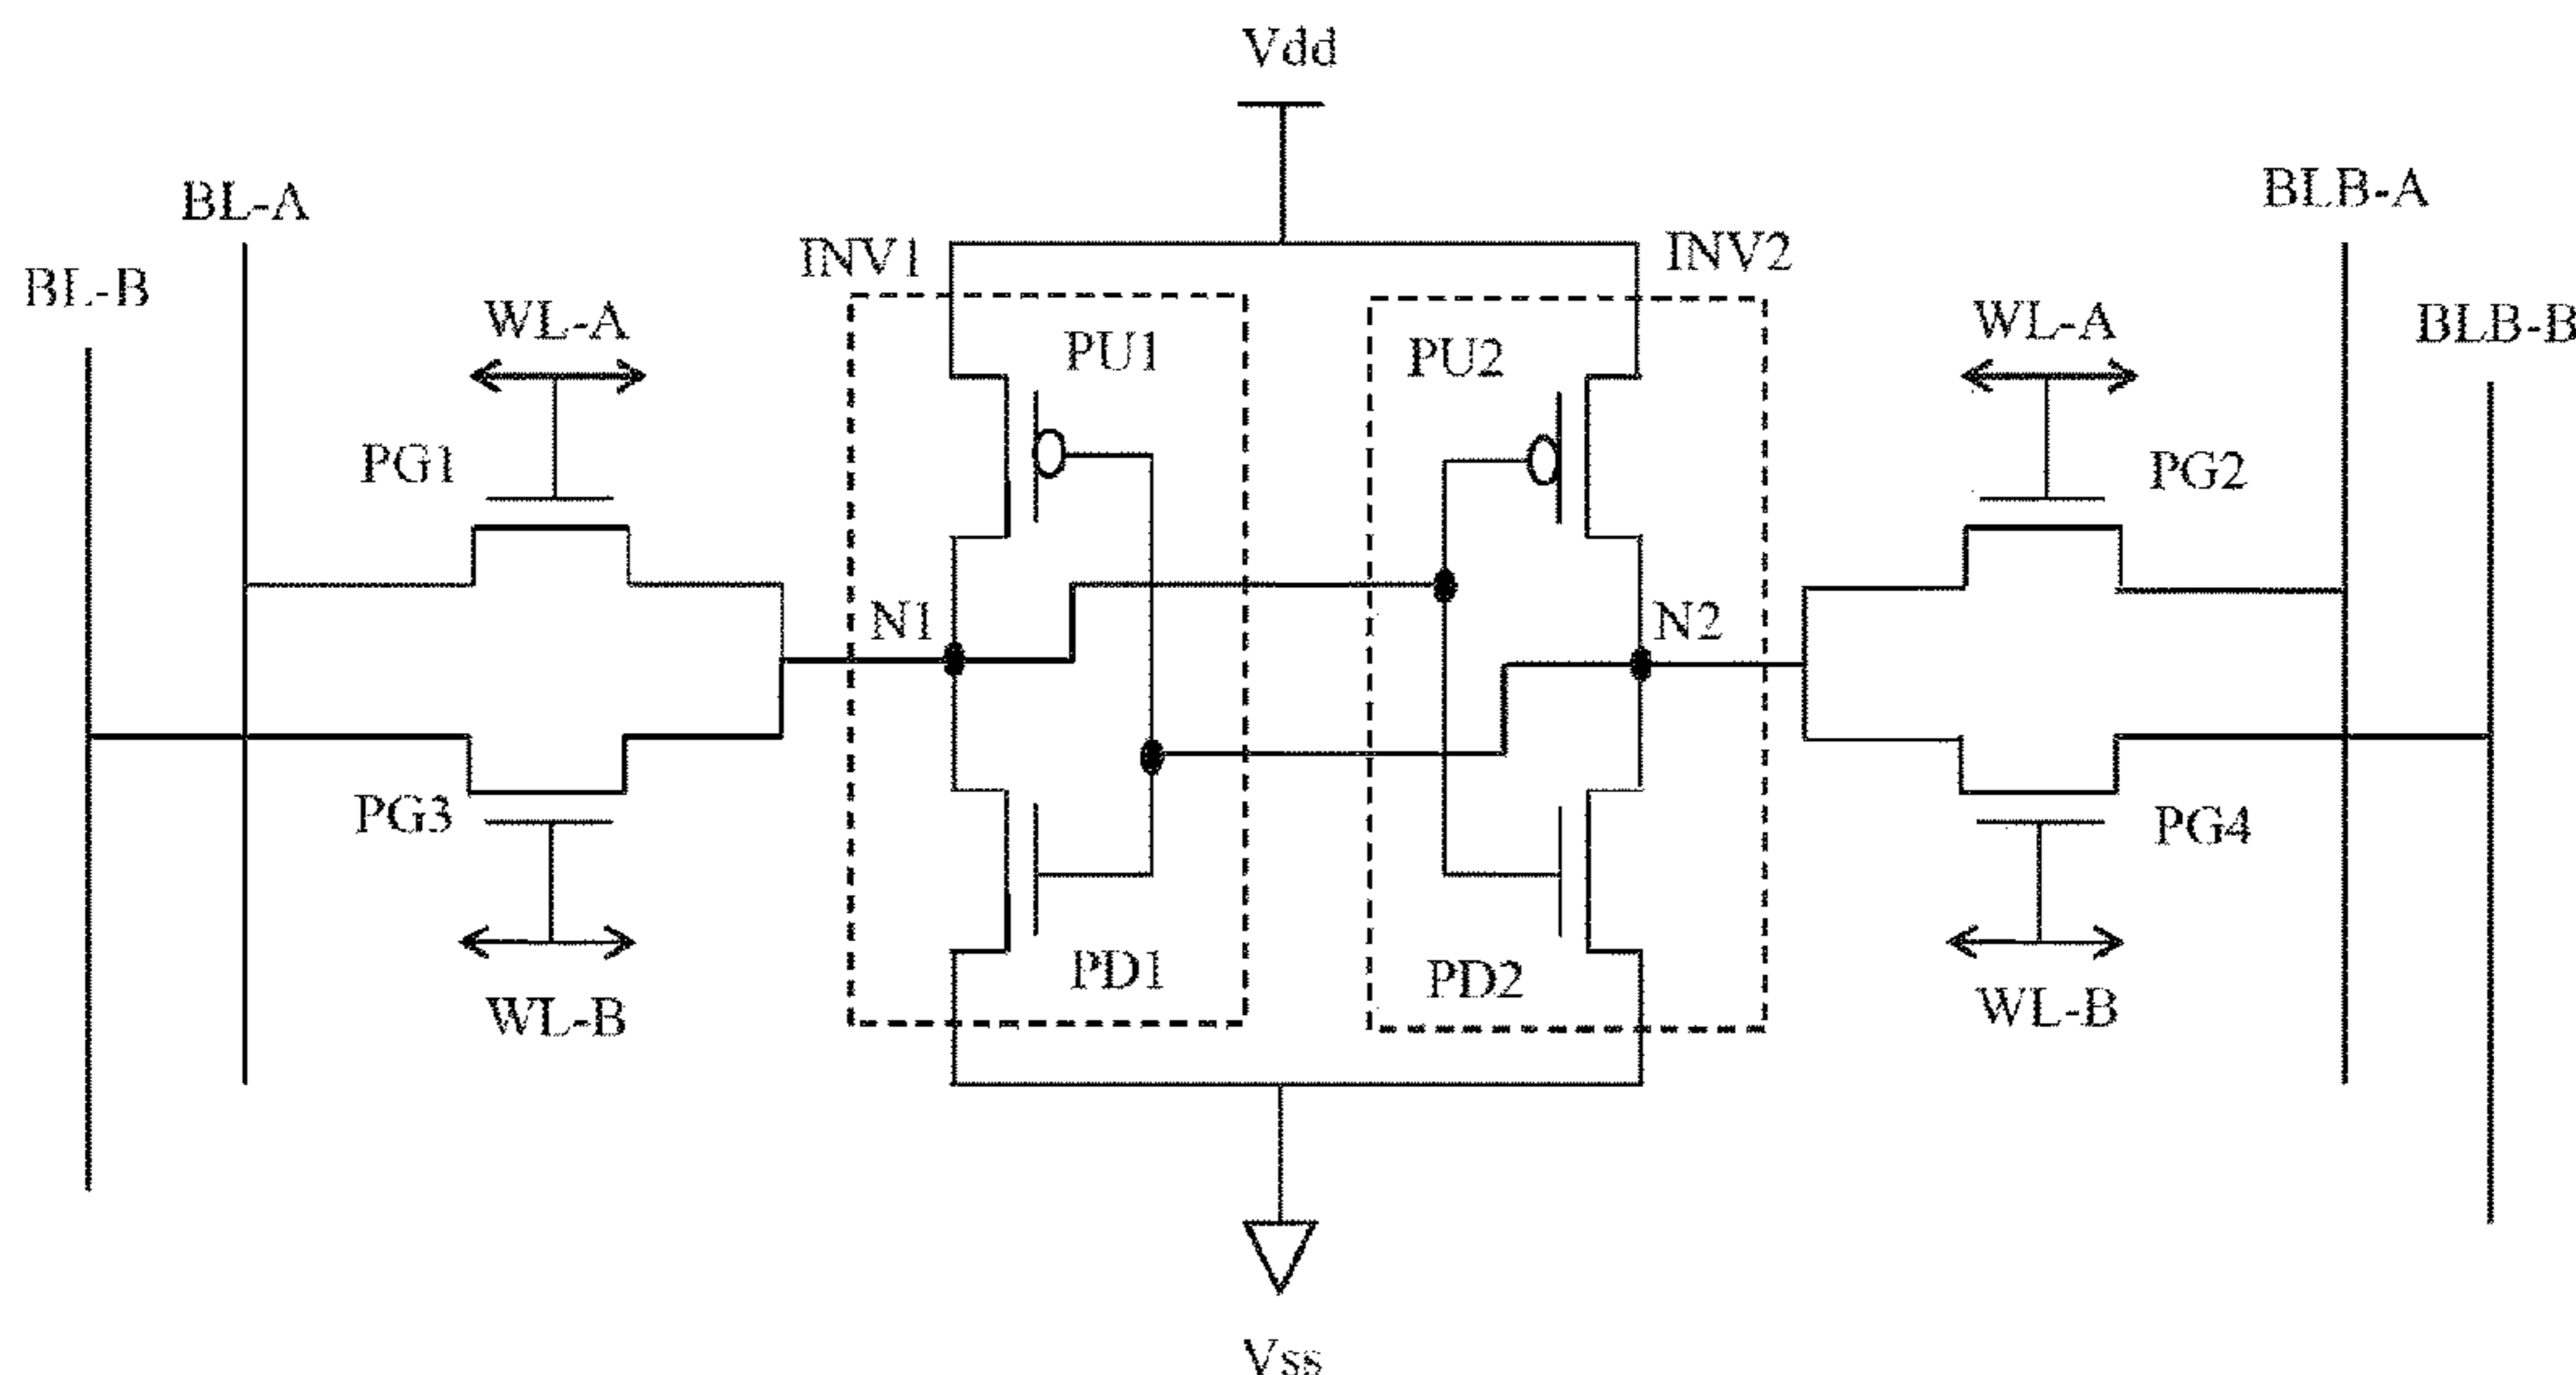 Vdd
BL-A
BLB-A
BL-B
INV1
INV2
WL-A
WL-A
BLB-B
PU1
PU2
PG1
PG2
N1
N2
PG3
PG4
PD1
PD2
WL-B
WL-B
Vss